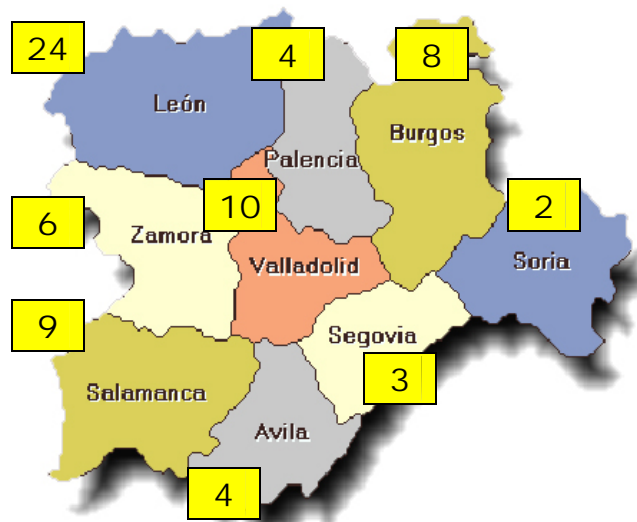 24
4
8
León
Burgos
Palencia
10
2
6
Zamora
Valladolid
Soria
9
Segovia
3
Salamanca
Avila
4